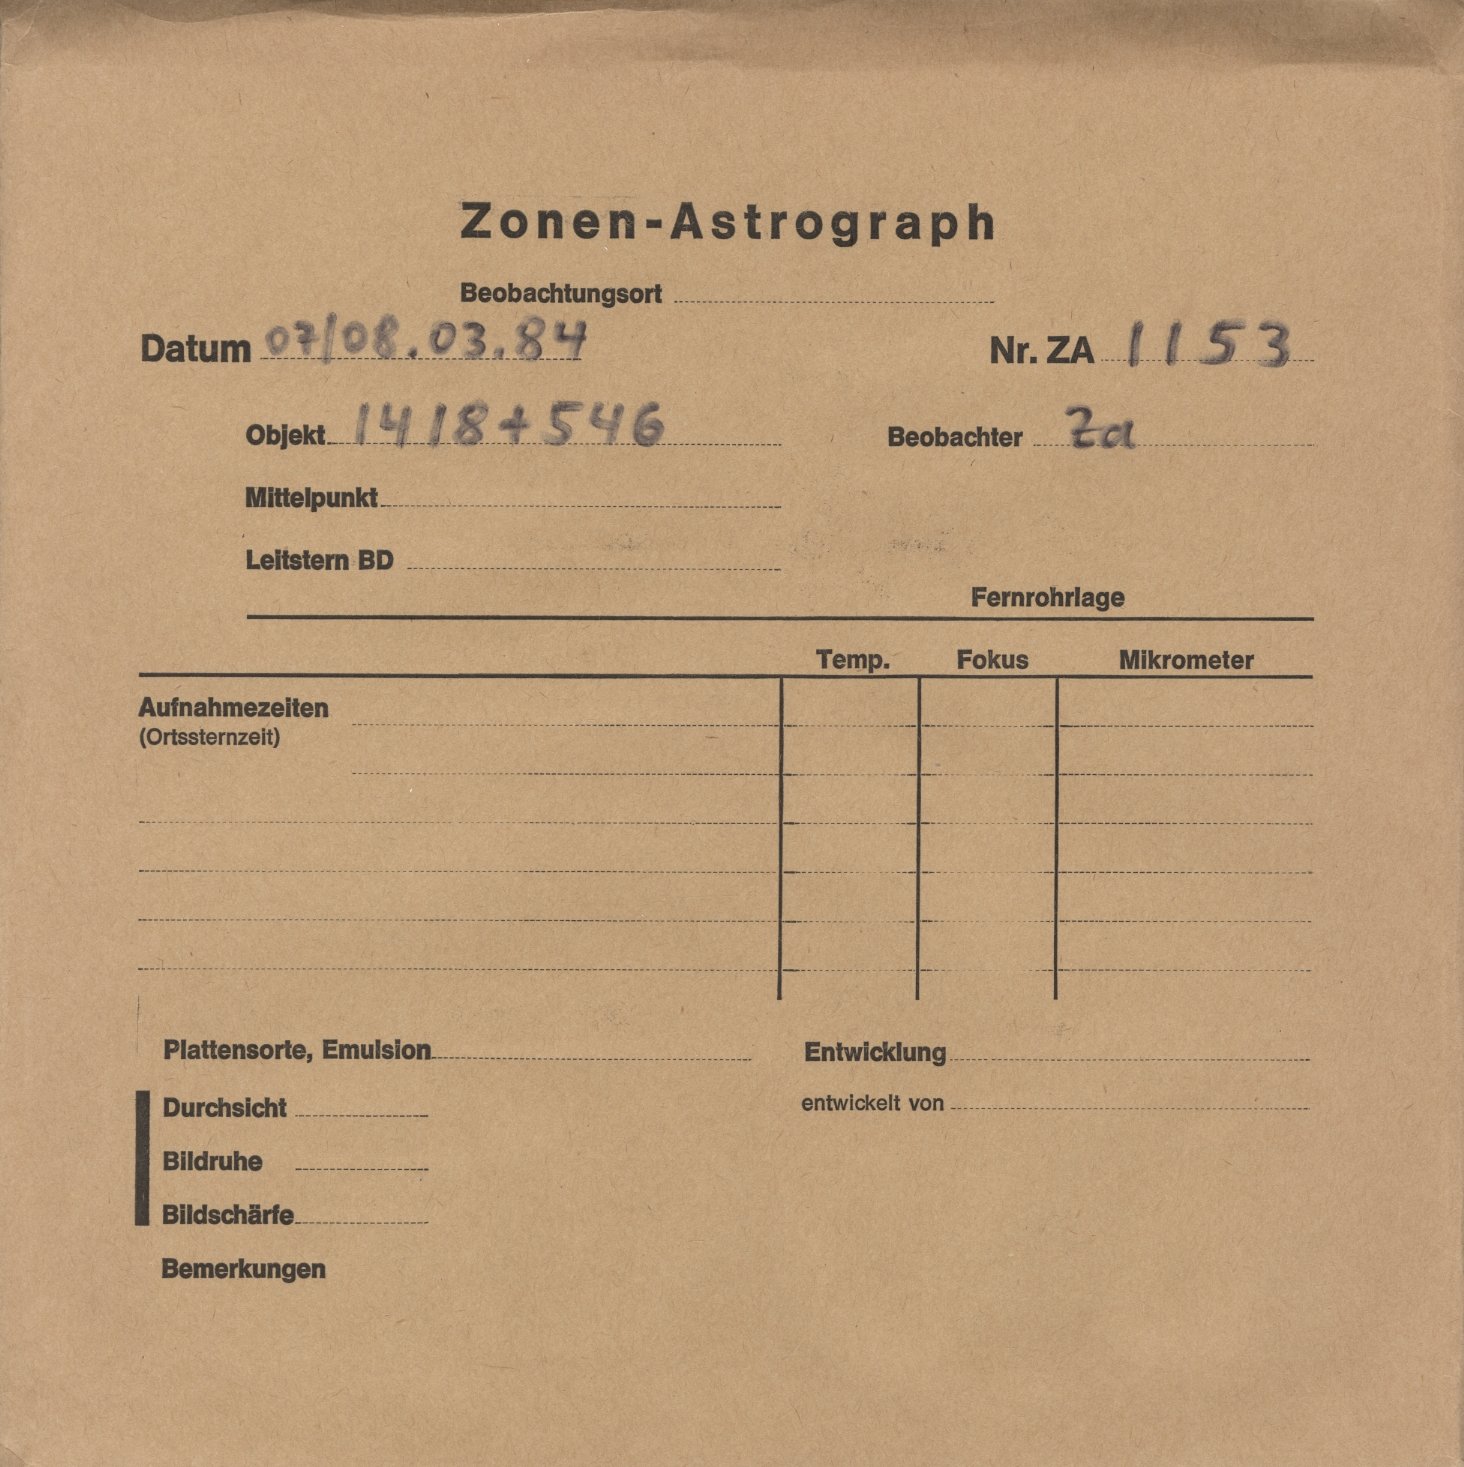 Zonen-Astrograph
Beobachtungsort
Datum 07/08.03.84 Nr. ZA 1153
Objekt 1418+546 Beobachter Za
Mittelpunkt
Leitstern BD
Fernrohrlage
Temp. Fokus Mikrometer
Aufnahmezeiten
(Ortssternzeit)
Plattensorte, Emulsion Entwicklung
Durchsicht entwickelt von
Bildruhe
Bildschärfe
Bemerkungen